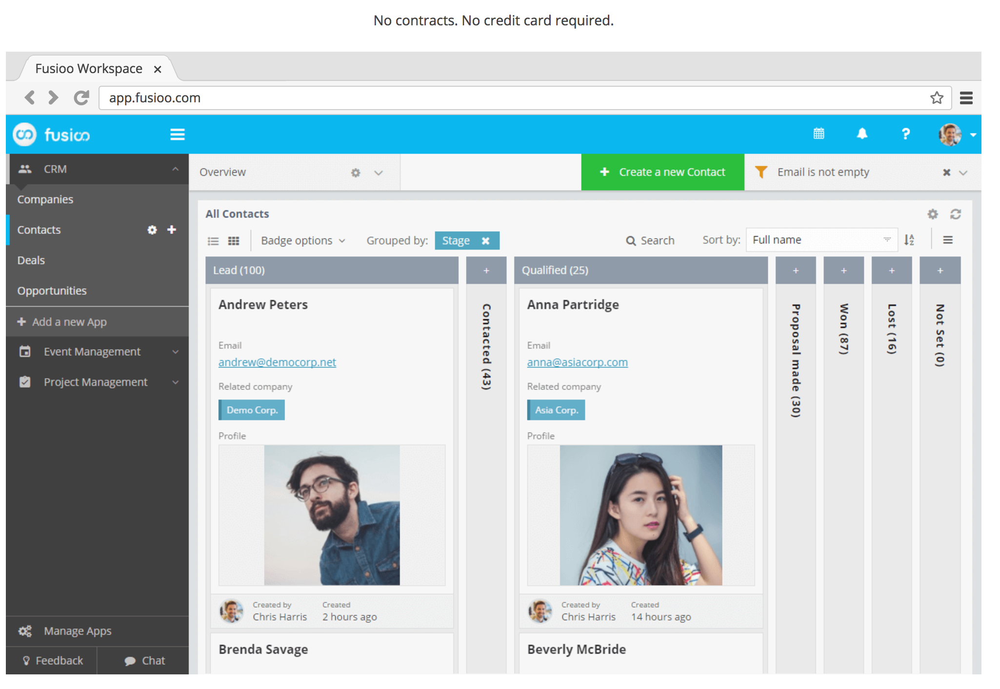 No contracts. No credit card required.
Fusioo Workspace
app.fusioo.com
fusioo
CRM
Companies
Contacts
Deals
Opportunities
Add a new App
Event Management
Project Management
Manage Apps
Feedback
Chat
Overview
Create a new Contact
Email is not empty
All Contacts
Badge options
Grouped by: Stage
Search
Sort by: Full name
Lead (100)
Andrew Peters
Email
andrew@democorp.net
Related company
Demo Corp.
Profile
Created by
Chris Harris
Created
2 hours ago
Brenda Savage
Contacted (43)
Qualified (25)
Anna Partridge
Email
anna@asiacorp.com
Related company
Asia Corp.
Profile
Created by
Chris Harris
Created
14 hours ago
Beverly McBride
Proposal made (30)
Won (87)
Lost (16)
Not Set (0)